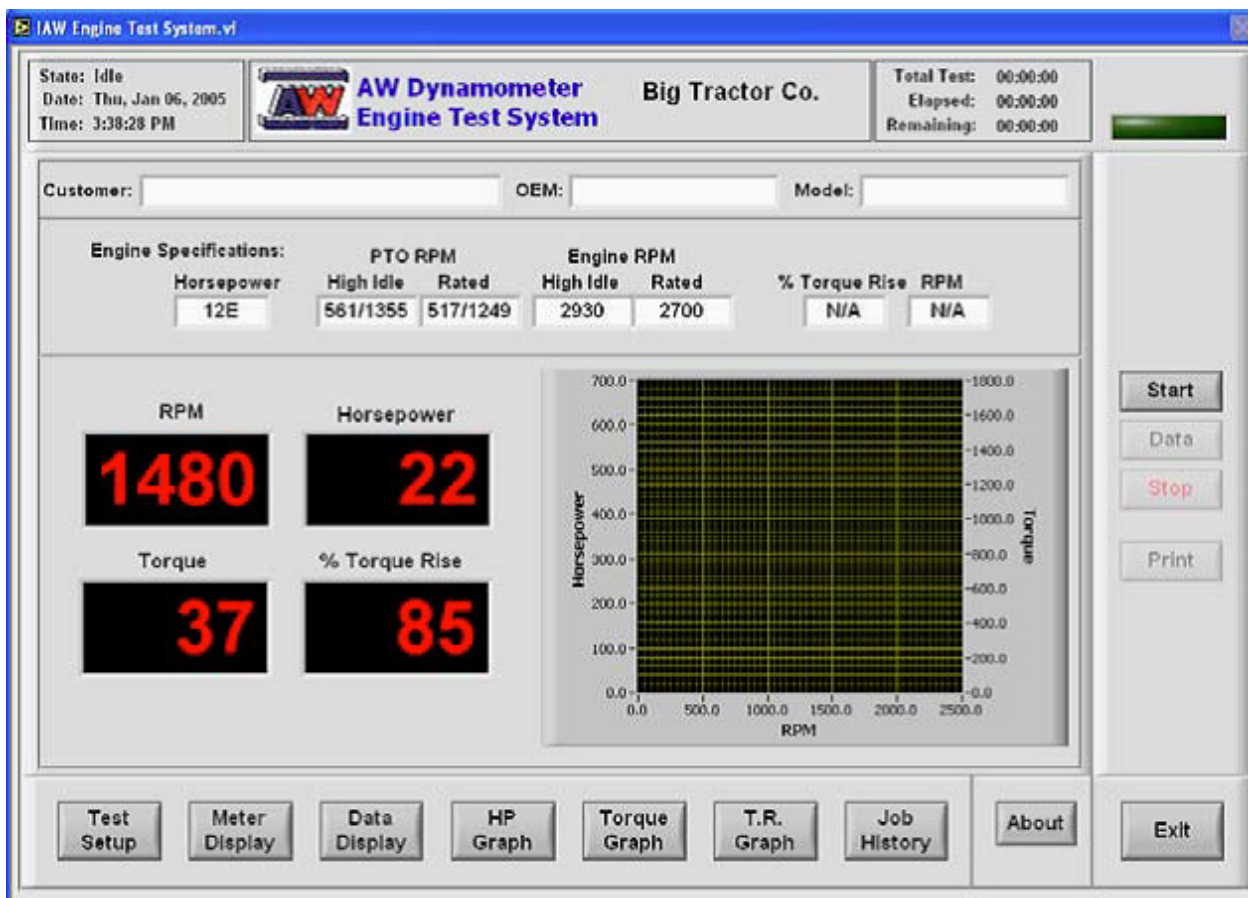 IAW Engine Test System.vi
State: Idle
Date: Thu, Jan 06, 2005
Time: 3:38:28 PM
AW
AW Dynamometer
Engine Test System
Big Tractor Co.
Total Test: 00:00:00
Elapsed: 00:00:00
Remaining: 00:00:00
Customer: OEM: Model:
Engine Specifications: PTO RPM Engine RPM
Horsepower High Idle Rated High Idle Rated % Torque Rise RPM
12E 561/1355 517/1249 2930 2700 N/A N/A
RPM Horsepower
1480 22
Torque % Torque Rise
37 85
700.0
600.0
500.0
400.0
300.0
200.0
100.0
0.0
Horsepower
1800.0
1600.0
1400.0
1200.0
1000.0
800.0
600.0
400.0
200.0
0.0
Torque
0.0 500.0 1000.0 1500.0 2000.0 2500.0
RPM
Start
Data
Stop
Print
Test Setup
Meter Display
Data Display
HP Graph
Torque Graph
T.R. Graph
Job History
About
Exit